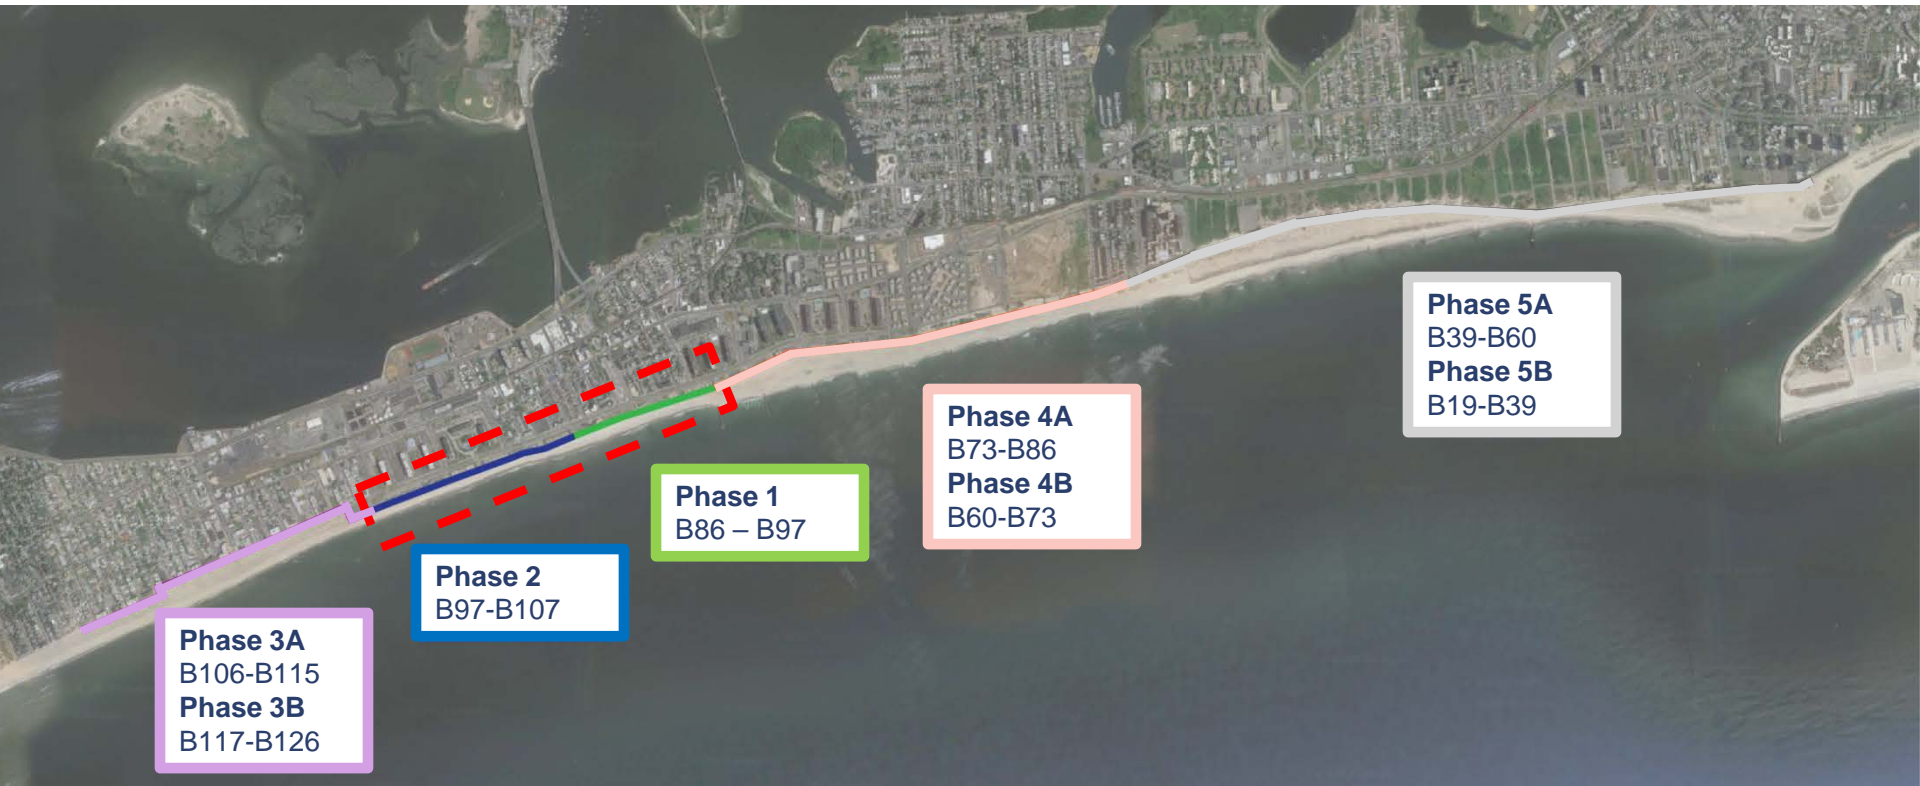 Phase 3A
B106-B115
Phase 3B
B117-B126
Phase 2
B97-B107
Phase 1
B86 – B97
Phase 4A
B73-B86
Phase 4B
B60-B73
Phase 5A
B39-B60
Phase 5B
B19-B39